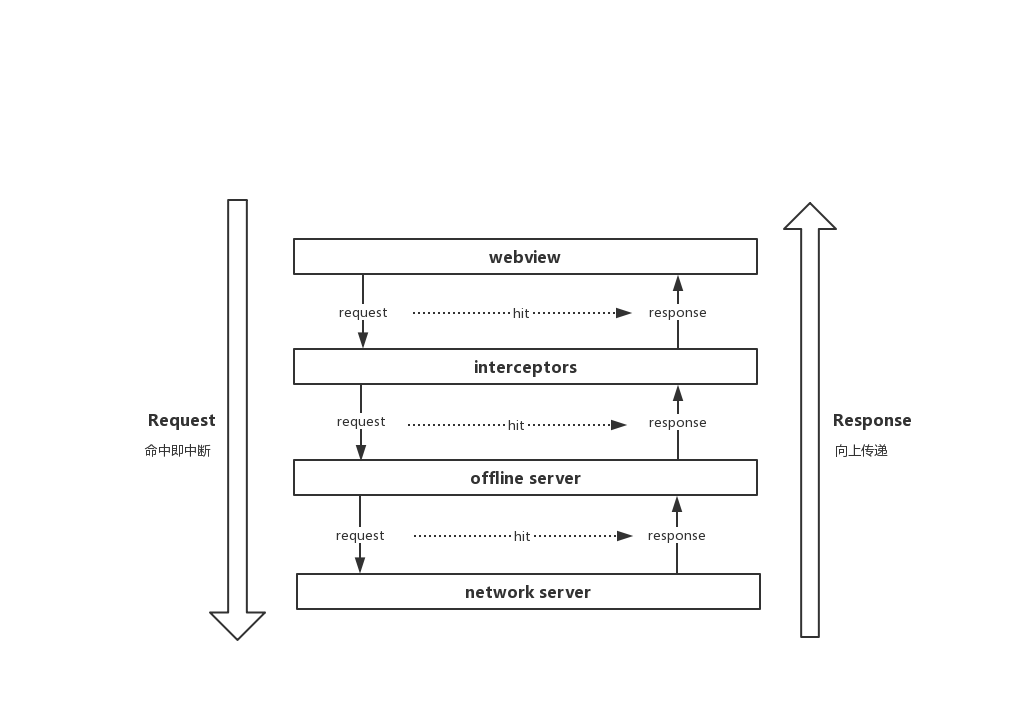 webview
request
hit
response
interceptors
Request
命中即中断
request
hit
response
Response
向上传递
offline server
request
hit
response
network server